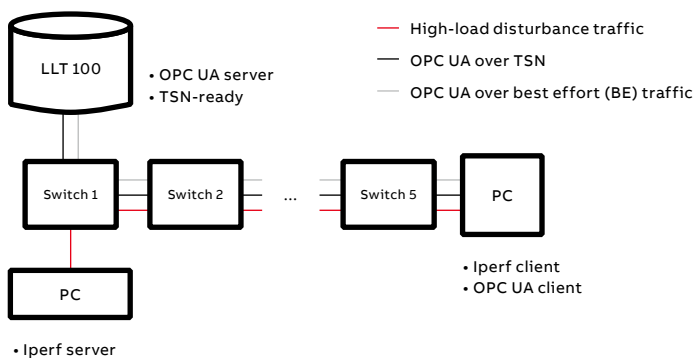 LLT 100
• OPC UA server
• TSN-ready
High-load disturbance traffic
OPC UA over TSN
OPC UA over best effort (BE) traffic
Switch 1
Switch 2
...
Switch 5
PC
PC
• Iperf client
• OPC UA client
• Iperf server